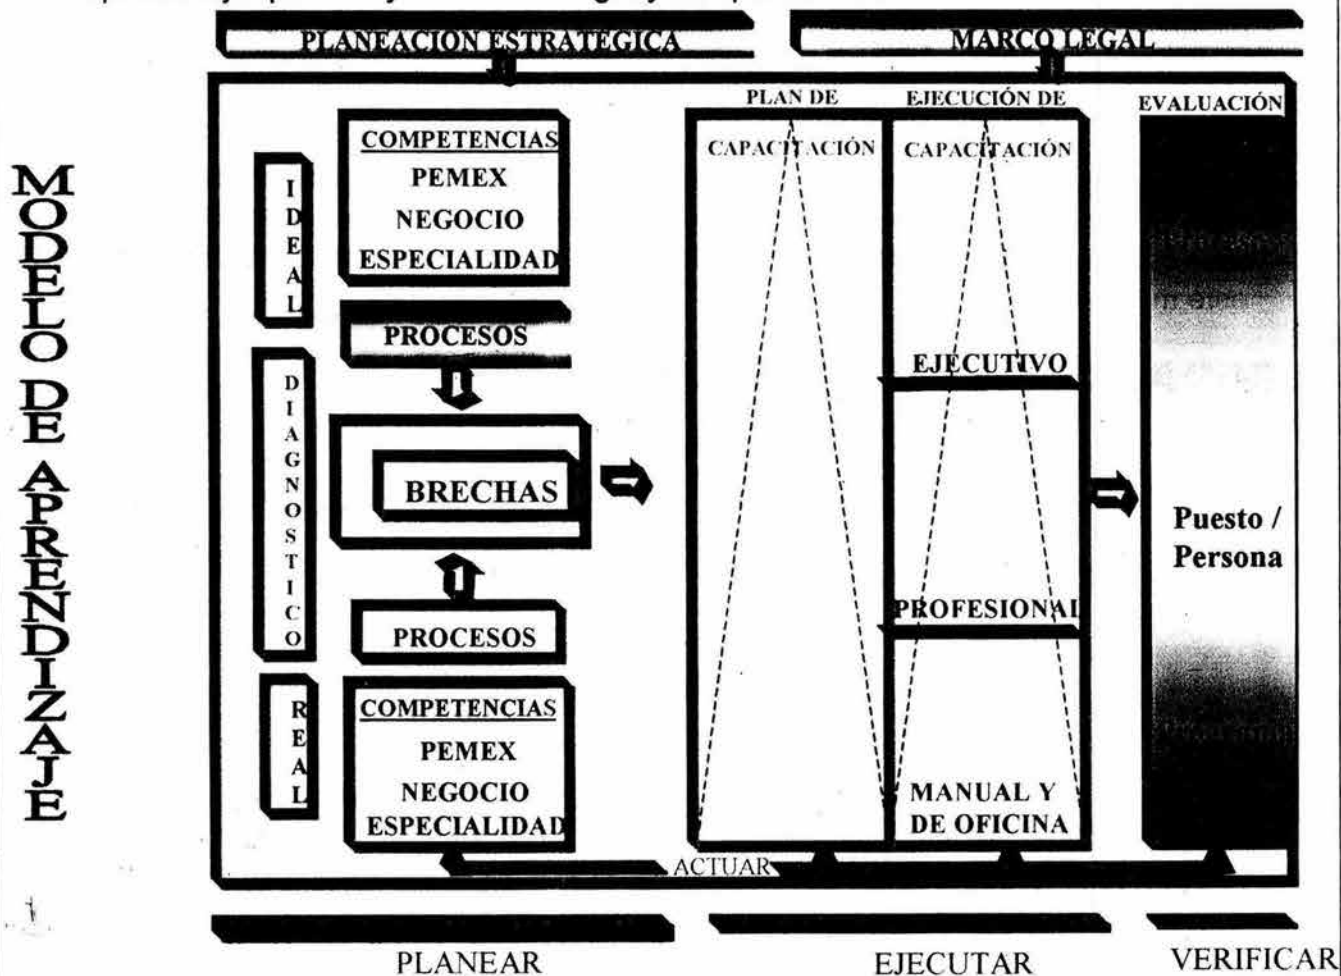 PLANEACION ESTRATÉGICA
MARCO LEGAL
MODELO DE APRENDIZAJE
IDEAL
DIAGNOSTICO
REAL
COMPETENCIAS
PEMEX
NEGOCIO
ESPECIALIDAD
PROCESOS
BRECHAS
PROCESOS
COMPETENCIAS
PEMEX
NEGOCIO
ESPECIALIDAD
PLAN DE
CAPACITACIÓN
EJECUCIÓN DE
CAPACITACIÓN
EJECUTIVO
PROFESIONAL
MANUAL Y
DE OFICINA
EVALUACIÓN
Puesto /
Persona
ACTUAR
PLANEAR
EJECUTAR
VERIFICAR